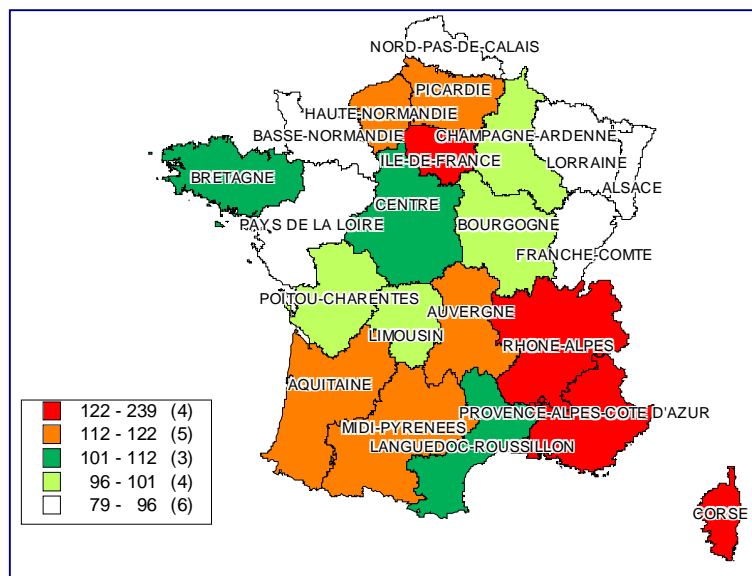 NORD-PAS-DE-CALAIS
PICARDIE
HAUTE-NORMANDIE
BASSE-NORMANDIE
CHAMPAGNE-ARDENNE
ILE-DE-FRANCE
LORRAINE
ALSACE
BRETAGNE
CENTRE
PAYS DE LA LOIRE
BOURGOGNE
FRANCHE-COMTE
POITOU-CHARENTES
AUVERGNE
LIMOUSIN
RHONE-ALPES
AQUITAINE
PROVENCE-ALPES-COTE D'AZUR
MIDI-PYRENEES
LANGUEDOC-ROUSSILLON
CORSE
122 - 239 (4)
112 - 122 (5)
101 - 112 (3)
96 - 101 (4)
79 - 96 (6)